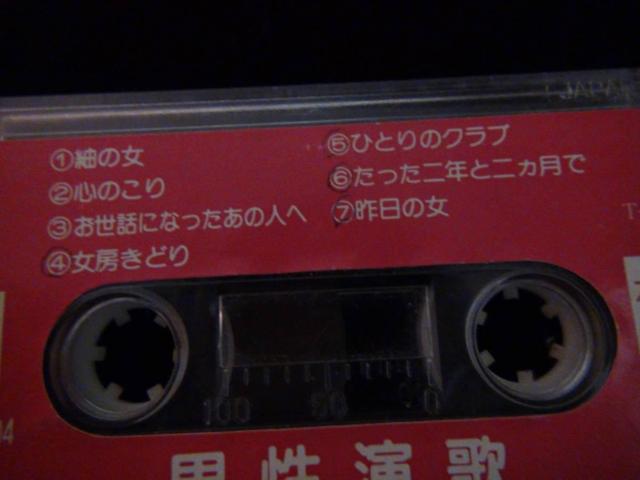 JAPAN
①紬の女
②心のこり
③お世話になったあの人へ
④女房きどり
⑤ひとりのクラブ
⑥たった二年と二ヵ月で
⑦昨日の女
100 50 0
男性演歌